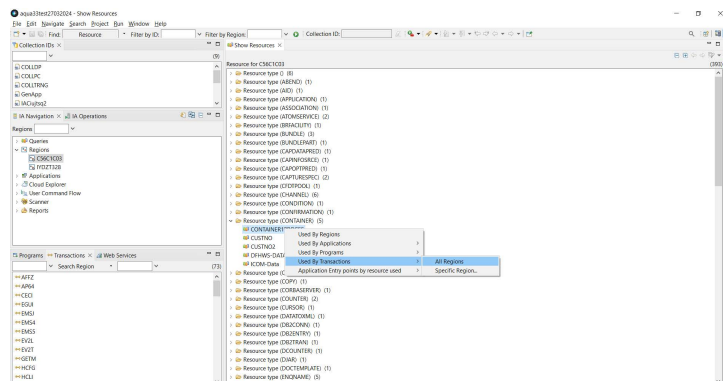 aqua33test27032024 - Show Resources
File Edit Navigate Search Project Run Window Help
Find: Resource Filter by ID: Filter by Region: Collection ID:
Collection IDs
(9)
COLLDP
COLLPC
COLLTRNG
GenApp
IACiujtsq2
IA Navigation IA Operations
Regions
Queries
Regions
C56C1C03
IYDZT328
Applications
Cloud Explorer
User Command Flow
Scanner
Reports
Programs Transactions Web Services
Search Region
(73)
AFFZ
AP64
CECI
EGUI
EMSJ
EMS4
EMS5
EV2L
EV2T
GETM
HCFG
HCLI
Show Resources
Resource for C56C1C03 (393)
Resource type () (6)
Resource type (ABEND) (1)
Resource type (AID) (1)
Resource type (APPLICATION) (1)
Resource type (ASSOCIATION) (1)
Resource type (ATOMSERVICE) (2)
Resource type (BRFACILITY) (1)
Resource type (BUNDLE) (3)
Resource type (BUNDLEPART) (1)
Resource type (CAPDATAPRED) (1)
Resource type (CAPINFOSRCE) (1)
Resource type (CAPOPTPRED) (1)
Resource type (CAPTURESPEC) (2)
Resource type (CFDTPOOL) (1)
Resource type (CHANNEL) (6)
Resource type (CONDITION) (1)
Resource type (CONFIRMATION) (1)
Resource type (CONTAINER) (5)
CUSTNO
CUSTNO2
DFHWS-DATA
ICOM-Data
Used By Regions
Used By Applications
Used By Programs
Used By Transactions
Application Entry points by resource used
All Regions
Specific Region...
Resource type (COPY) (1)
Resource type (CORBASERVER) (1)
Resource type (COUNTER) (2)
Resource type (CURSOR) (1)
Resource type (DATATOXML) (1)
Resource type (DB2CONN) (1)
Resource type (DB2ENTRY) (1)
Resource type (DB2TRAN) (1)
Resource type (DCOUNTER) (1)
Resource type (DJAR) (1)
Resource type (DOCTEMPLATE) (1)
Resource type (ENQNAME) (5)